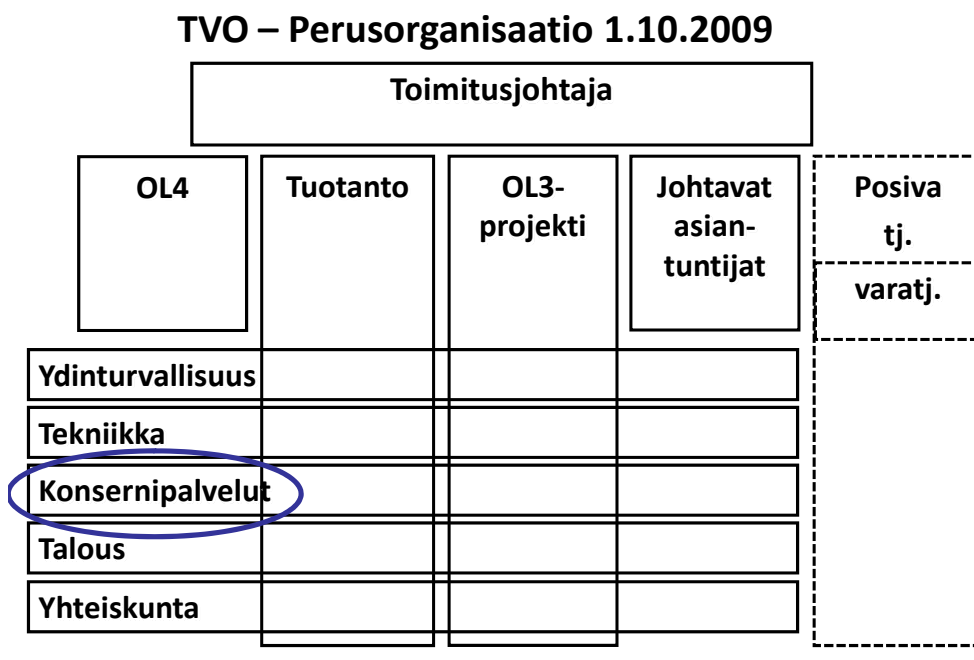 TVO – Perusorganisaatio 1.10.2009
Toimitusjohtaja
OL4
Tuotanto
OL3-
projekti
Johtavat
asian-
tuntijat
Posiva
tj.
varatj.
Ydinturvallisuus
Tekniikka
Konsernipalvelut
Talous
Yhteiskunta